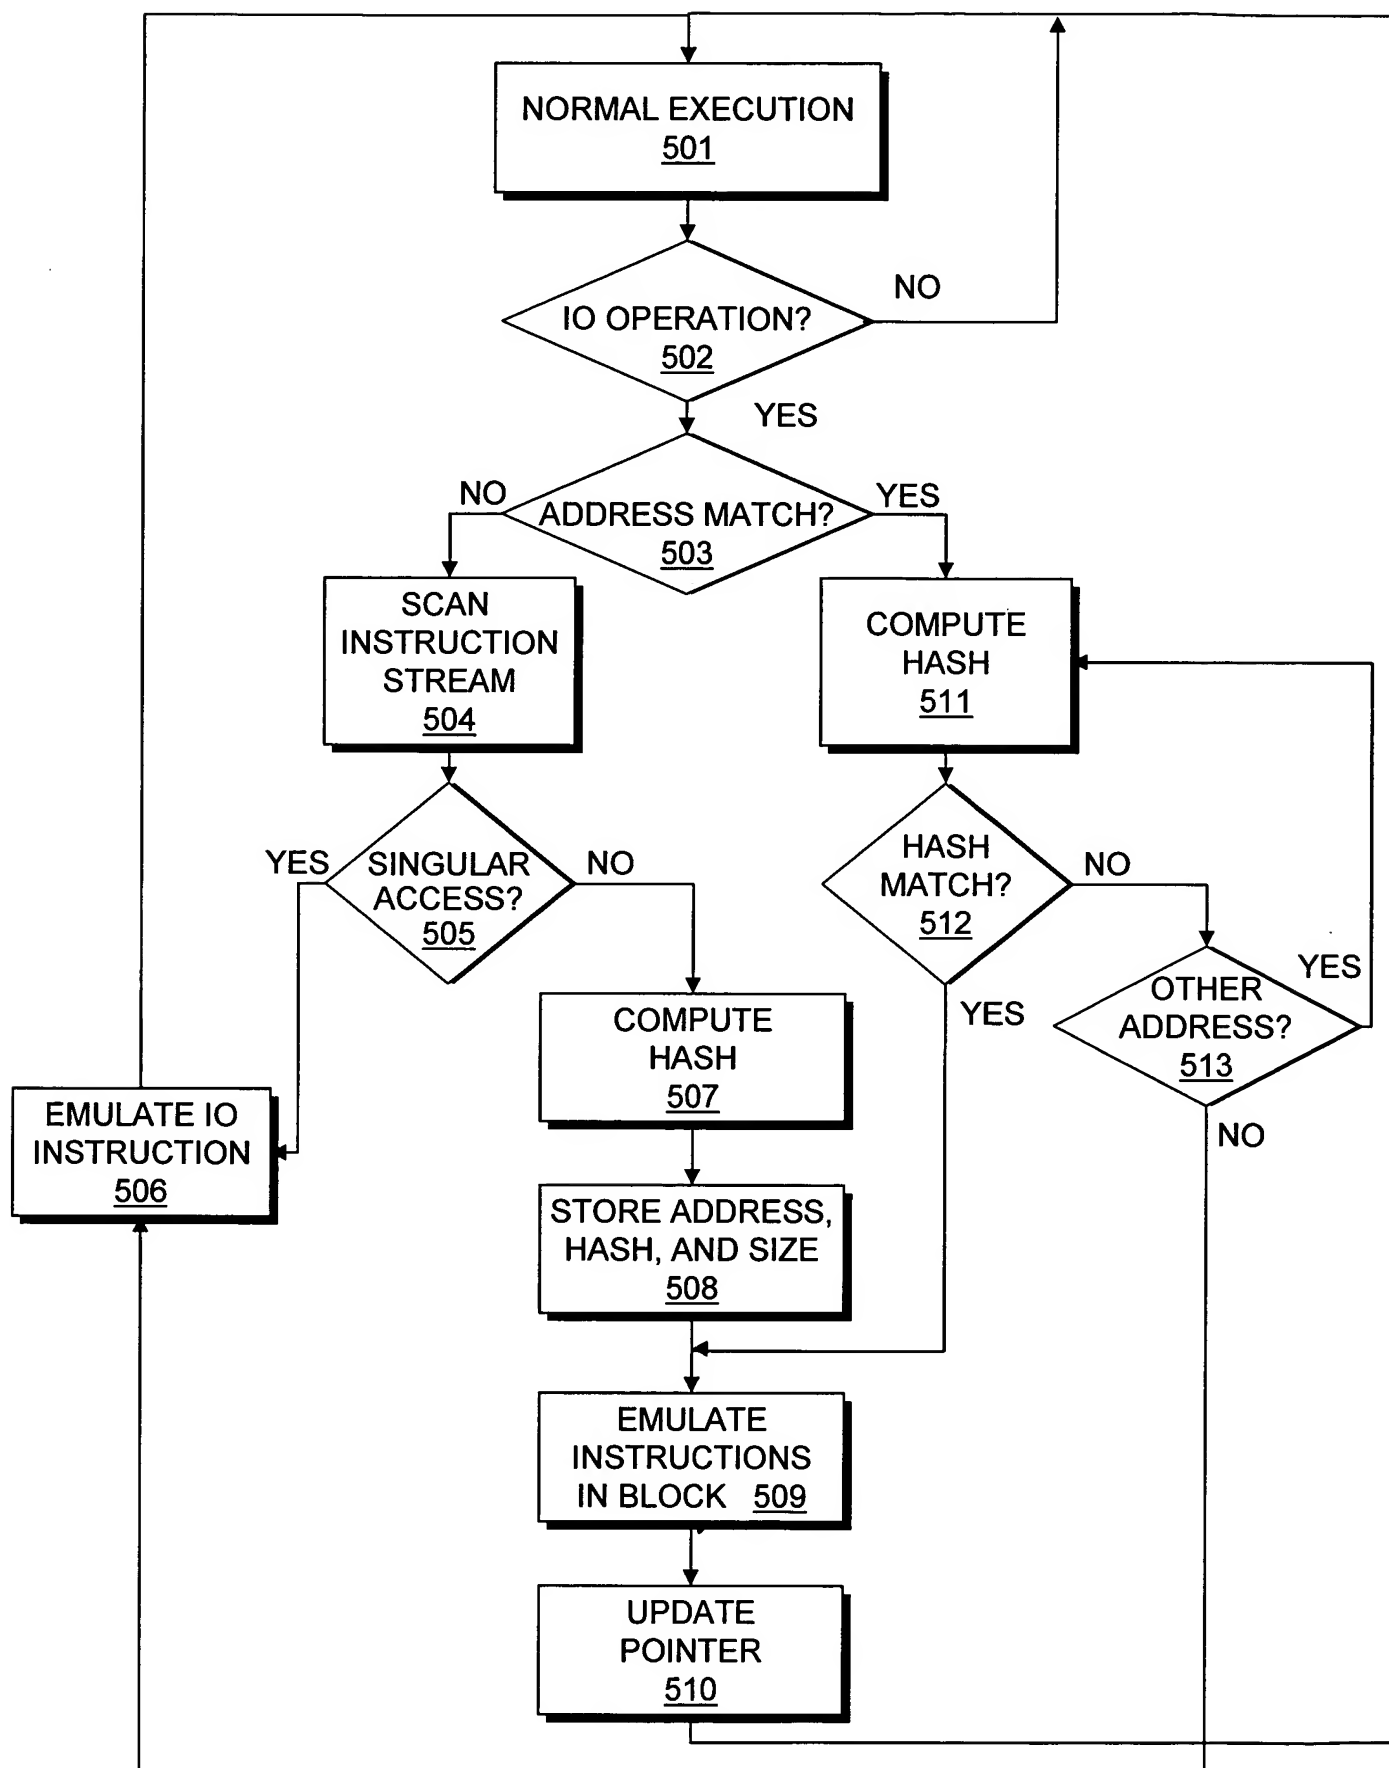 NORMAL EXECUTION
501
IO OPERATION?
502
NO
YES
ADDRESS MATCH?
503
NO
YES
SCAN
INSTRUCTION
STREAM
504
COMPUTE
HASH
511
SINGULAR
ACCESS?
505
YES
NO
HASH
MATCH?
512
NO
YES
OTHER
ADDRESS?
513
YES
NO
COMPUTE
HASH
507
EMULATE IO
INSTRUCTION
506
STORE ADDRESS,
HASH, AND SIZE
508
EMULATE
INSTRUCTIONS
IN BLOCK 509
UPDATE
POINTER
510